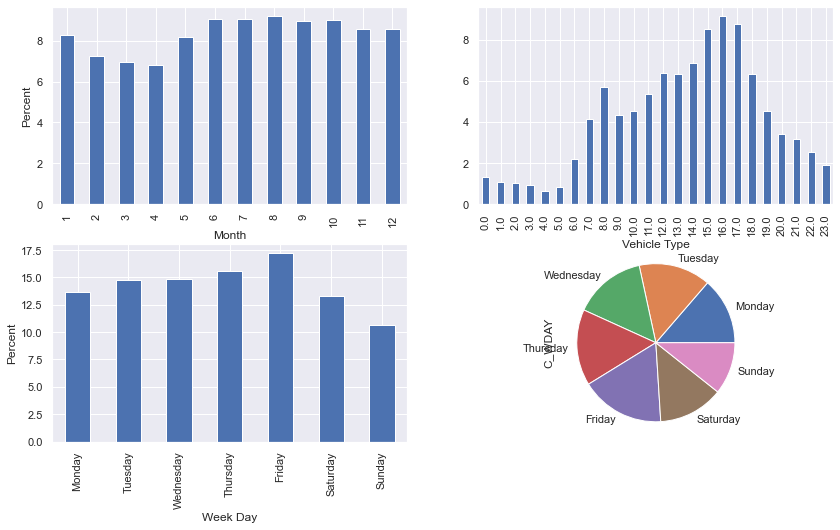 8
6
4
2
0
Percent
1 2 3 4 5 6 7 8 9 10 11 12
Month
8
6
4
2
0
0.0 1.0 2.0 3.0 4.0 5.0 6.0 7.0 8.0 9.0 10.0 11.0 12.0 13.0 14.0 15.0 16.0 17.0 18.0 19.0 20.0 21.0 22.0 23.0
Vehicle Type
17.5
15.0
12.5
10.0
7.5
5.0
2.5
0.0
Percent
Monday Tuesday Wednesday Thursday Friday Saturday Sunday
Week Day
Tuesday
Wednesday
Monday
C_WDAY
Thursday
Sunday
Friday
Saturday